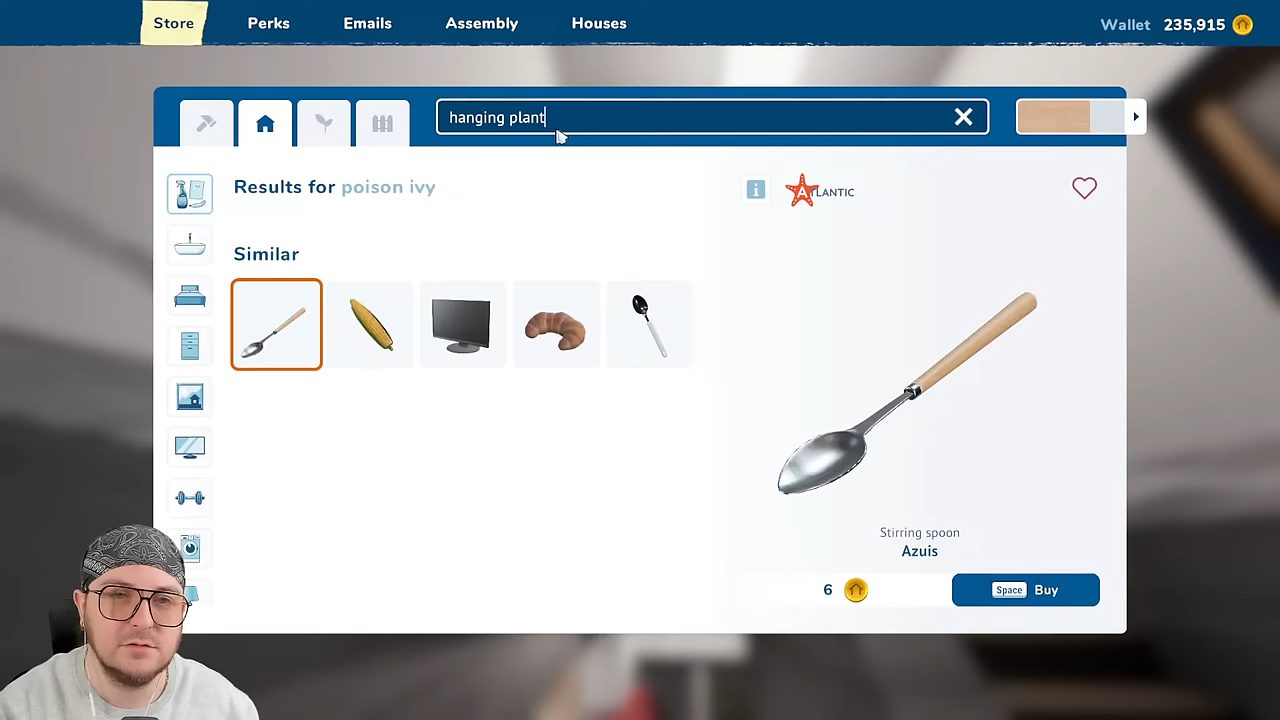 Store
Perks
Emails
Assembly
Houses
Wallet 235,915
hanging plant
Results for poison ivy
ATLANTIC
Similar
Stirring spoon
Azuis
6
Space Buy